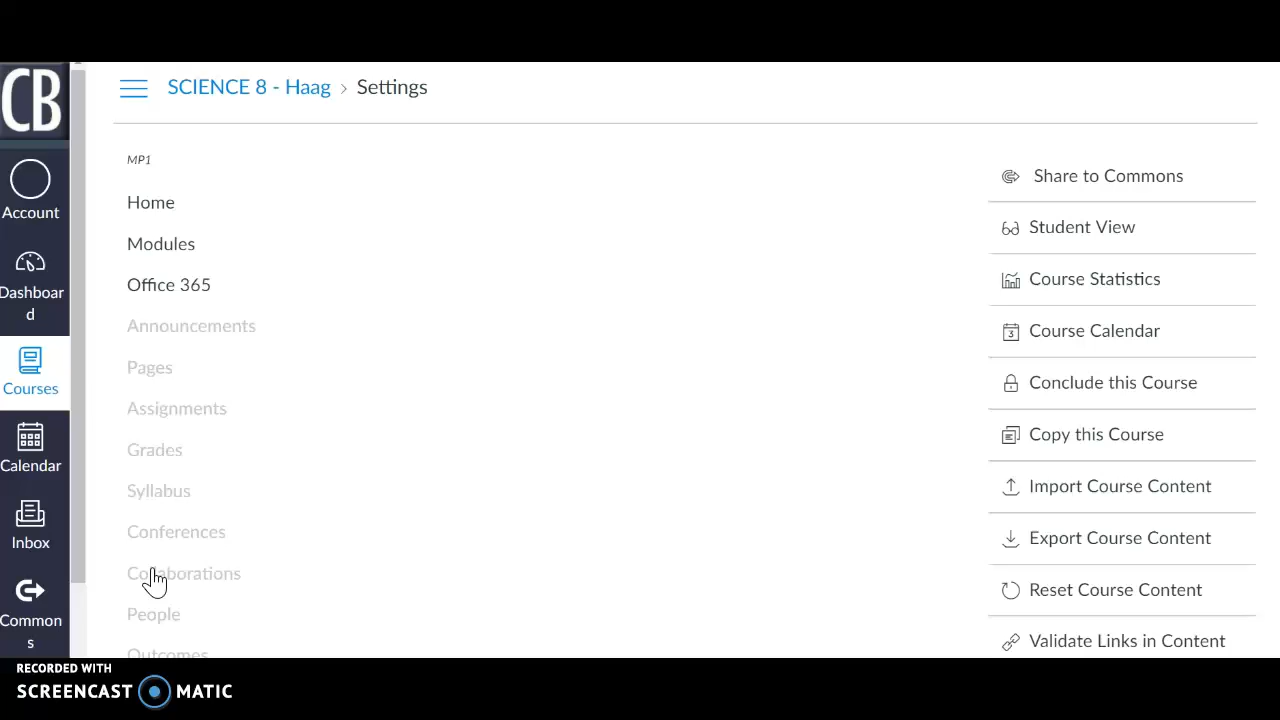 CB
SCIENCE 8 - Haag › Settings
Account
Dashboar
d
Courses
Calendar
Inbox
Common
s
MP1
Home
Modules
Office 365
Announcements
Pages
Assignments
Grades
Syllabus
Conferences
Collaborations
People
Outcomes
Share to Commons
Student View
Course Statistics
3
Course Calendar
Conclude this Course
Copy this Course
Import Course Content
Export Course Content
Reset Course Content
Validate Links in Content
RECORDED WITH
SCREENCAST MATIC